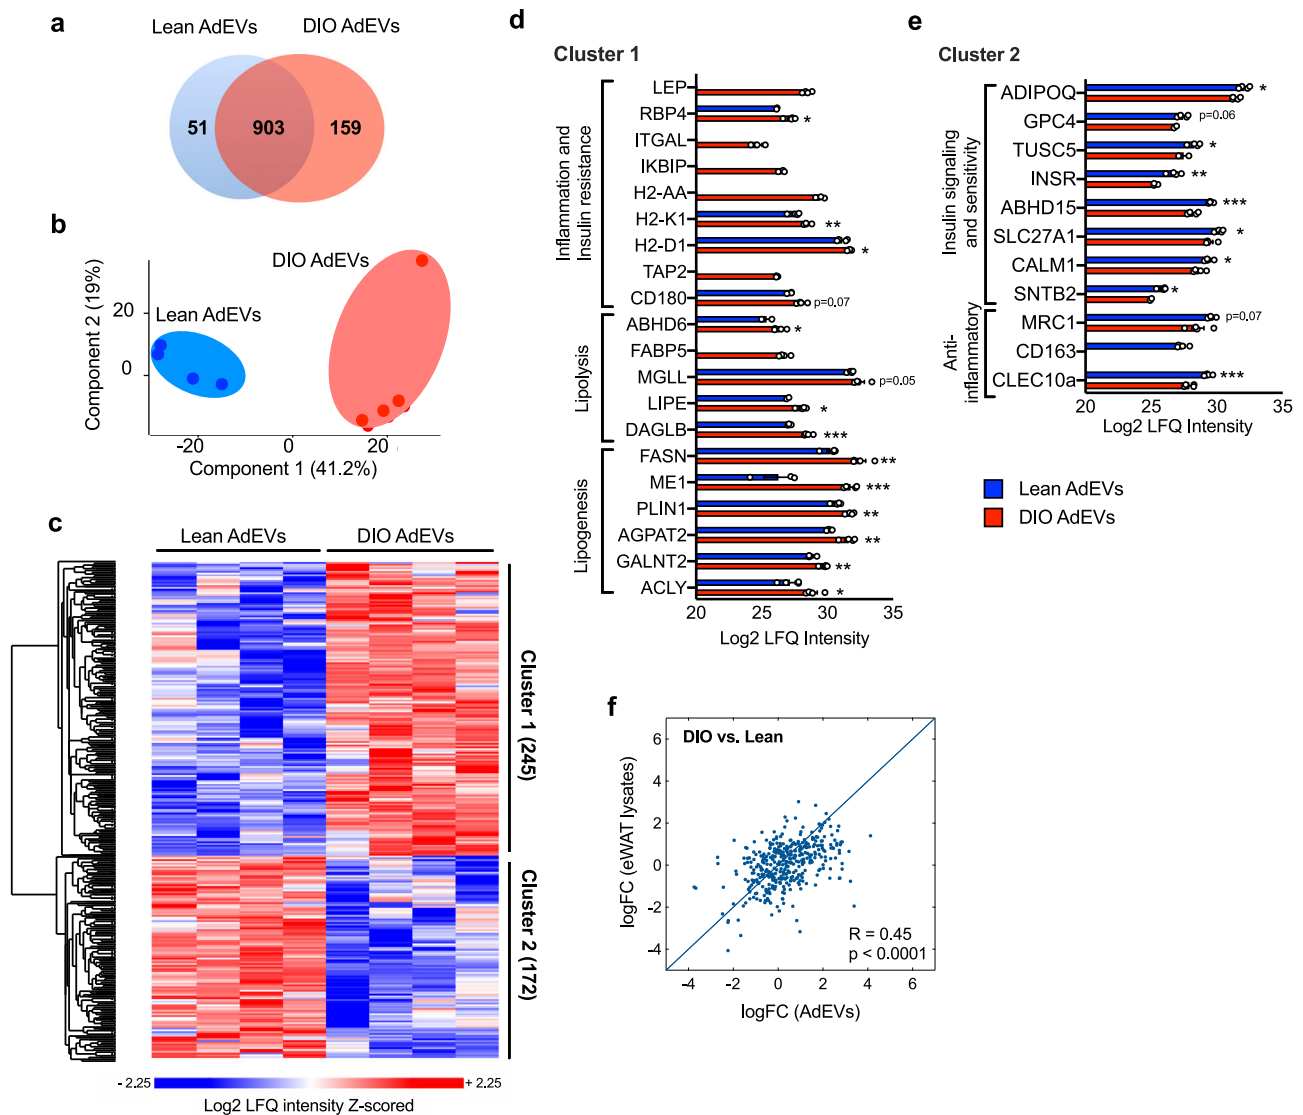 a
Lean AdEVs
DIO AdEVs
51
903
159
b
DIO AdEVs
Lean AdEVs
Component 2 (19%)
20
0
-20
0
20
Component 1 (41.2%)
c
Lean AdEVs
DIO AdEVs
Cluster 1 (245)
Cluster 2 (172)
- 2.25
+ 2.25
Log2 LFQ intensity Z-scored
d
Cluster 1
Inflammation and
Insulin resistance
LEP
RBP4
*
ITGAL
IKBIP
H2-AA
H2-K1
**
H2-D1
*
TAP2
CD180
p=0.07
Lipolysis
ABHD6
*
FABP5
MGLL
p=0.05
LIPE
*
DAGLB
***
Lipogenesis
FASN
**
ME1
***
PLIN1
**
AGPAT2
**
GALNT2
**
ACLY
*
20
25
30
35
Log2 LFQ Intensity
e
Cluster 2
Insulin signaling
and sensitivity
ADIPOQ
*
GPC4
p=0.06
TUSC5
*
INSR
**
ABHD15
***
SLC27A1
*
CALM1
*
SNTB2
*
Anti-
inflammatory
MRC1
p=0.07
CD163
CLEC10a
***
20
25
30
35
Log2 LFQ Intensity
Lean AdEVs
DIO AdEVs
f
DIO vs. Lean
logFC (eWAT lysates)
6
4
2
0
-2
-4
R = 0.45
p < 0.0001
-4
-2
0
2
4
6
logFC (AdEVs)